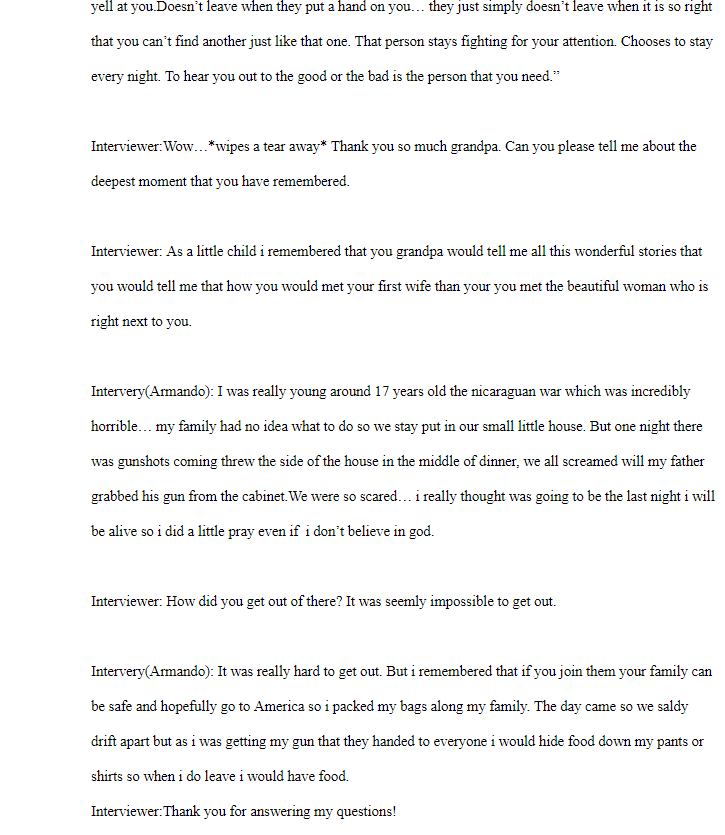 yell at you.Doesn’t leave when they put a hand on you… they just simply doesn’t leave when it is so right
that you can’t find another just like that one. That person stays fighting for your attention. Chooses to stay
every night. To hear you out to the good or the bad is the person that you need.”
Interviewer:Wow…*wipes a tear away* Thank you so much grandpa. Can you please tell me about the
deepest moment that you have remembered.
Interviewer: As a little child i remembered that you grandpa would tell me all this wonderful stories that
you would tell me that how you would met your first wife than your you met the beautiful woman who is
right next to you.
Intervery(Armando): I was really young around 17 years old the nicaraguan war which was incredibly
horrible… my family had no idea what to do so we stay put in our small little house. But one night there
was gunshots coming threw the side of the house in the middle of dinner, we all screamed will my father
grabbed his gun from the cabinet.We were so scared… i really thought was going to be the last night i will
be alive so i did a little pray even if  i don’t believe in god.
Interviewer: How did you get out of there? It was seemly impossible to get out.
Intervery(Armando): It was really hard to get out. But i remembered that if you join them your family can
be safe and hopefully go to America so i packed my bags along my family. The day came so we saldy
drift apart but as i was getting my gun that they handed to everyone i would hide food down my pants or
shirts so when i do leave i would have food.
Interviewer:Thank you for answering my questions!